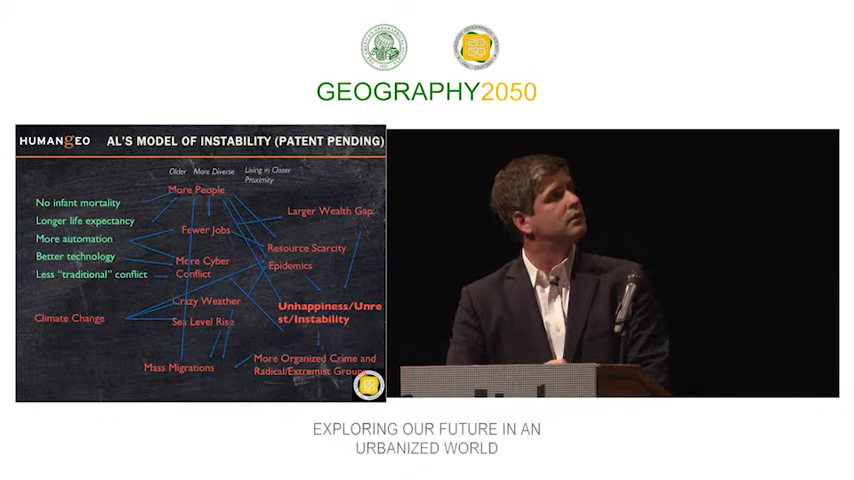 GEOGRAPHY2050
HUMANGEO
AL'S MODEL OF INSTABILITY (PATENT PENDING)
Older More Diverse Living in Closer
Proximity
More People
No infant mortality
Larger Wealth Gap
Longer life expectancy
Fewer Jobs
More automation
Resource Scarcity
Better technology
More Cyber
Conflict
Epidemics
Less "traditional" conflict
Crazy Weather
Unhappiness/Unre
st/Instability
Climate Change
Sea Level Rise
Mass Migrations
More Organized Crime and
Radical/Extremist Groups
EXPLORING OUR FUTURE IN AN
URBANIZED WORLD